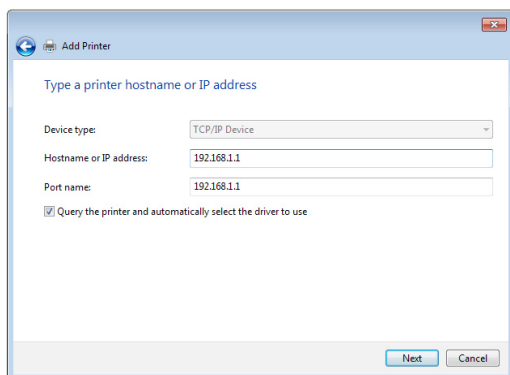 Add Printer
Type a printer hostname or IP address
Device type: TCP/IP Device
Hostname or IP address: 192.168.1.1
Port name: 192.168.1.1
Query the printer and automatically select the driver to use
Next Cancel